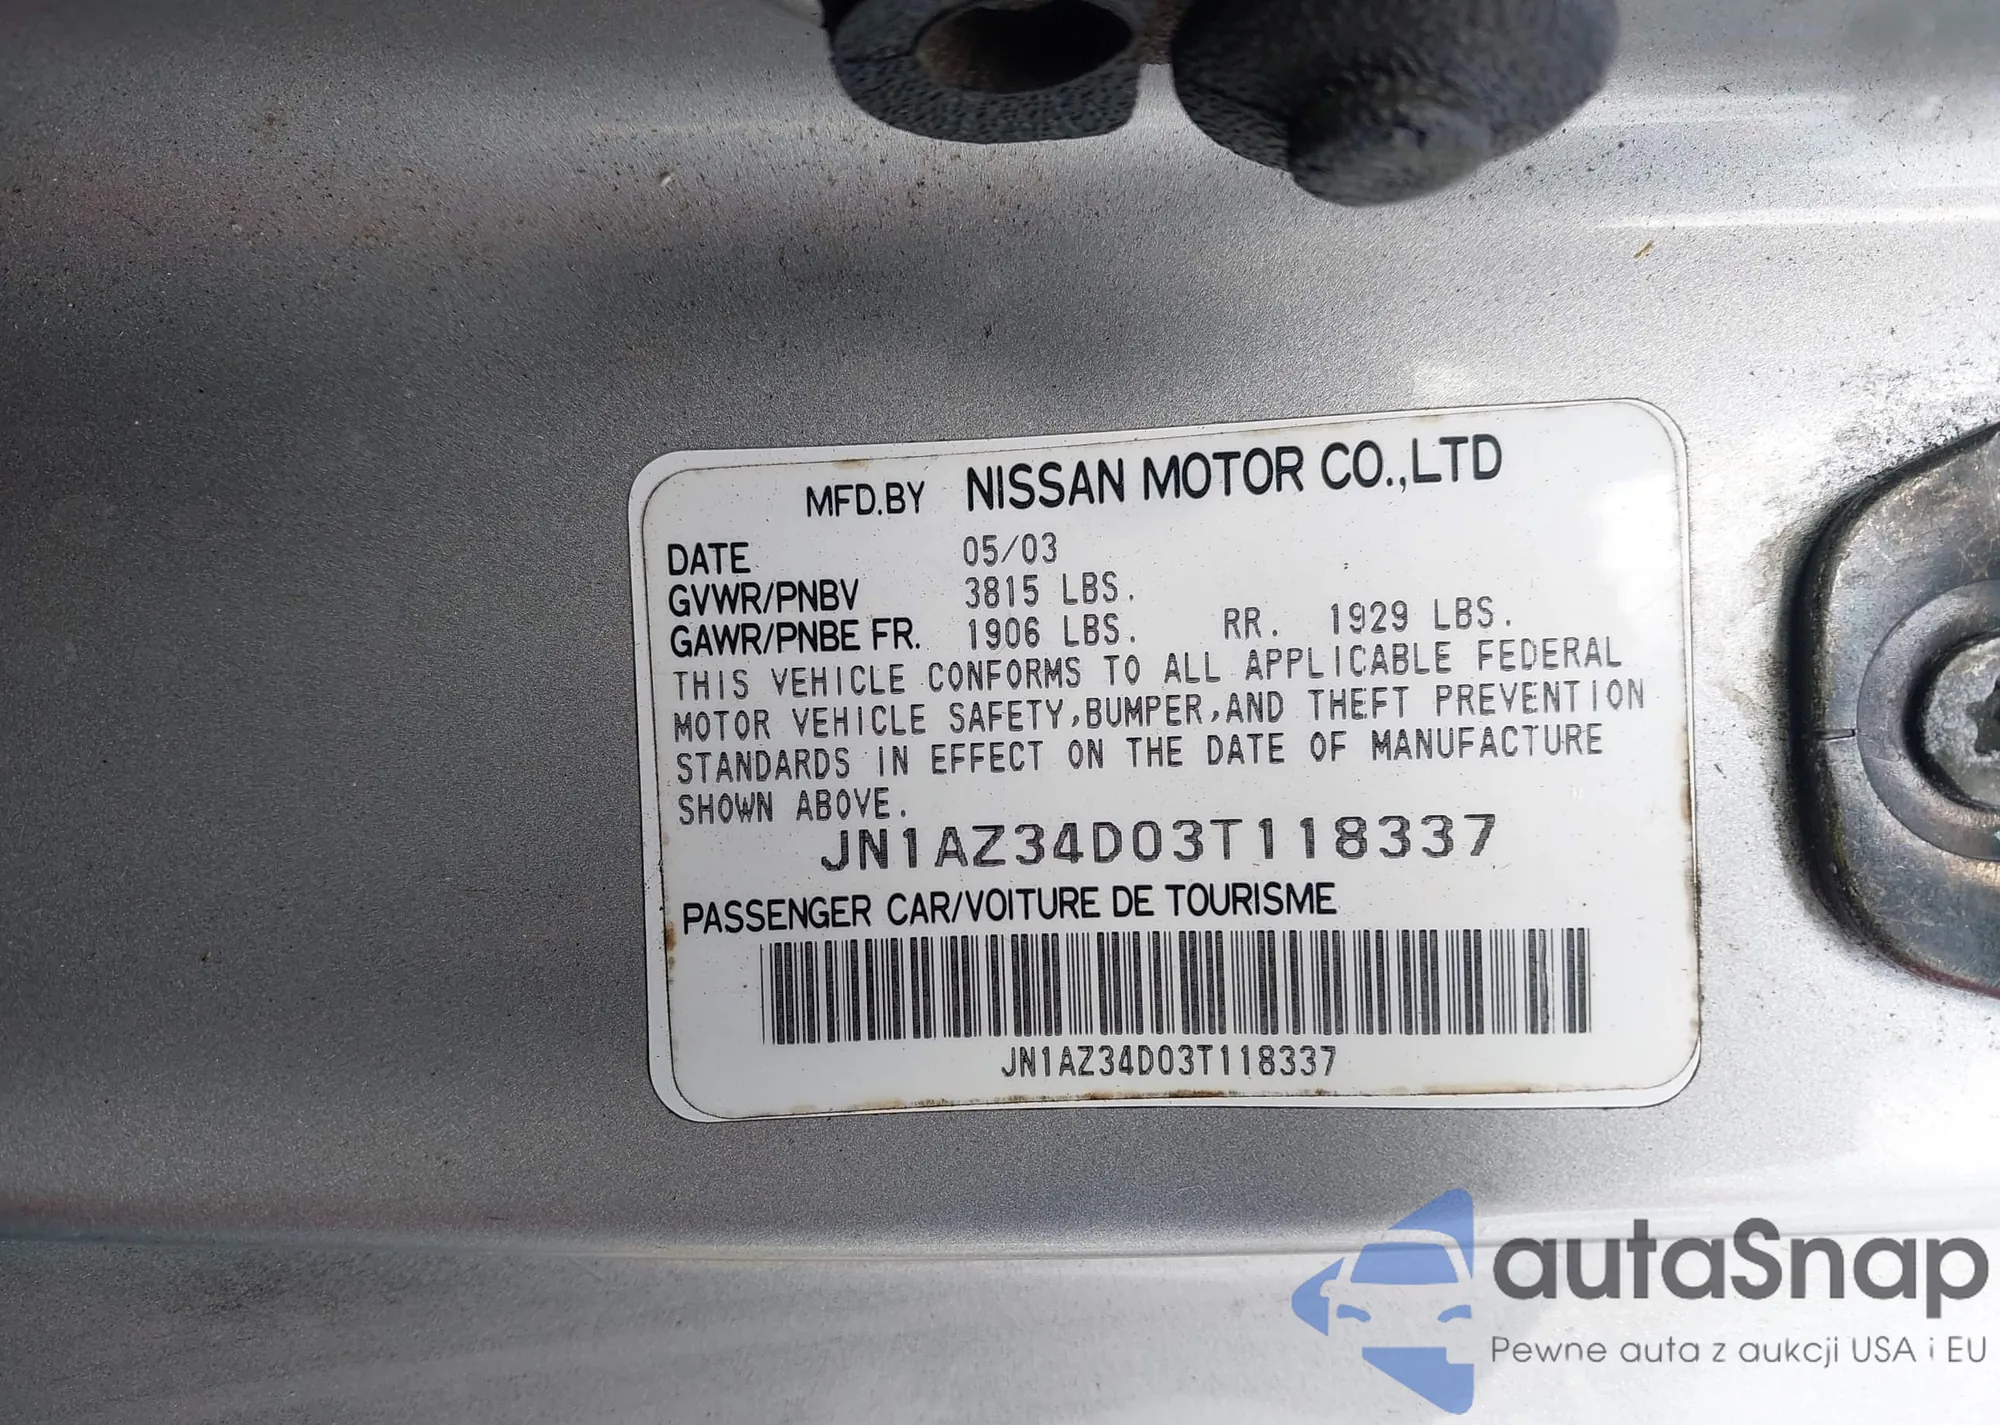 MFD.BY NISSAN MOTOR CO.,LTD
DATE 05/03
GVWR/PNBV 3815 LBS.
GAWR/PNBE FR. 1906 LBS. RR. 1929 LBS.
THIS VEHICLE CONFORMS TO ALL APPLICABLE FEDERAL
MOTOR VEHICLE SAFETY,BUMPER,AND THEFT PREVENTION
STANDARDS IN EFFECT ON THE DATE OF MANUFACTURE
SHOWN ABOVE.
JN1AZ34D03T118337
PASSENGER CAR/VOITURE DE TOURISME
JN1AZ34D03T118337
autaSnap
Pewne auta z aukcji USA i EU